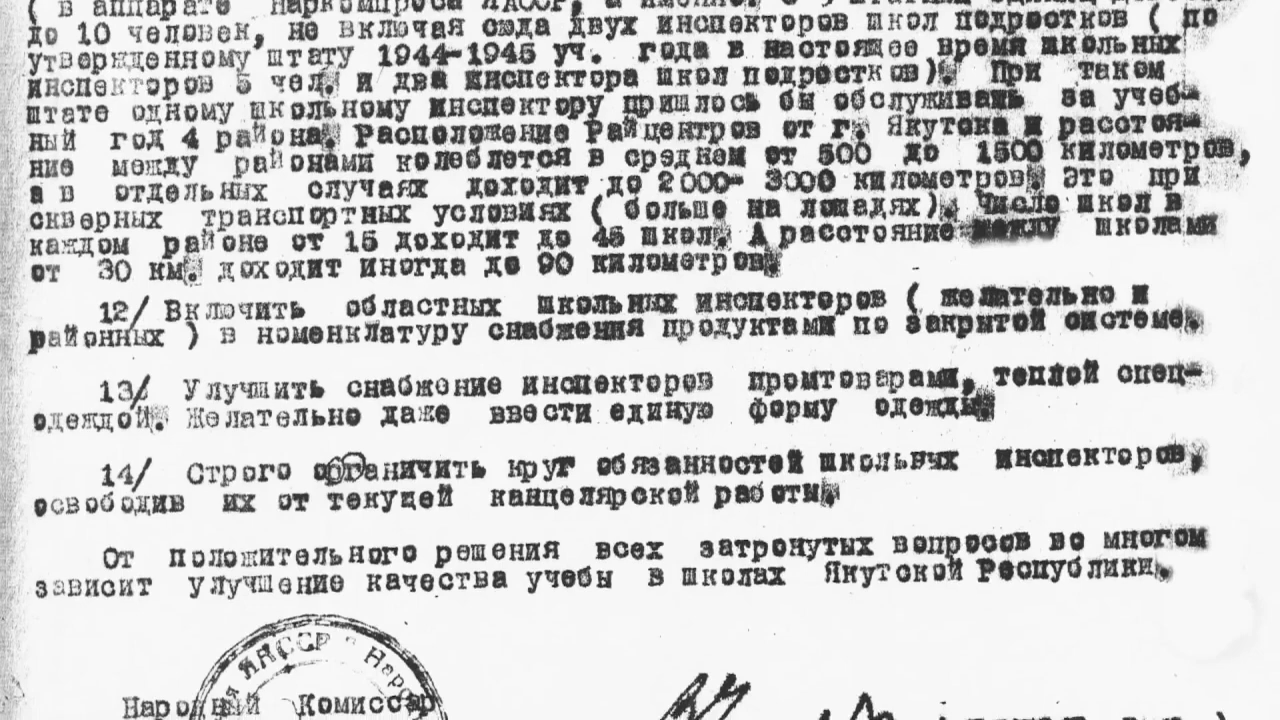 ( в аппарате наркомпроса ЯАССР, а именно: с
до 10 человек, не включая сюда двух инспекторов школ подростков ( по
утвержденному штату 1944-1945 уч. года в настоящее время школьных
инспекторов 5 чел. и два инспектора школ подростков). При таком
штате одному школьному инспектору пришлось бы обслуживать за учеб-
ный год 4 района. Расположение Райцентров от г. Якутска и расстоя-
ние между районами колеблется в среднем от 500 до 1500 километров,
а в отдельных случаях доходит до 2000- 3000 километров. Это при
скверных транспортных условиях ( больше на лошадях). Число школ в
каждом районе от 15 доходит до 45 школ. А расстояние между школами
от 30 км. доходит иногда до 90 километров.
12/ Включить областных школьных инспекторов ( желательно и
районных ) в номенклатуру снабжения продуктами по закрытой системе.
13/ Улучшить снабжение инспекторов промтоварами, теплой спец-
одеждой. Желательно даже ввести единую форму одежды.
14/ Строго ограничить круг обязанностей школьных инспекторов,
освободив их от текущей канцелярской работы.
От положительного решения всех затронутых вопросов во многом
зависит улучшение качества учебы в школах Якутской Республики.
ЯАССР
Народный Комиссар